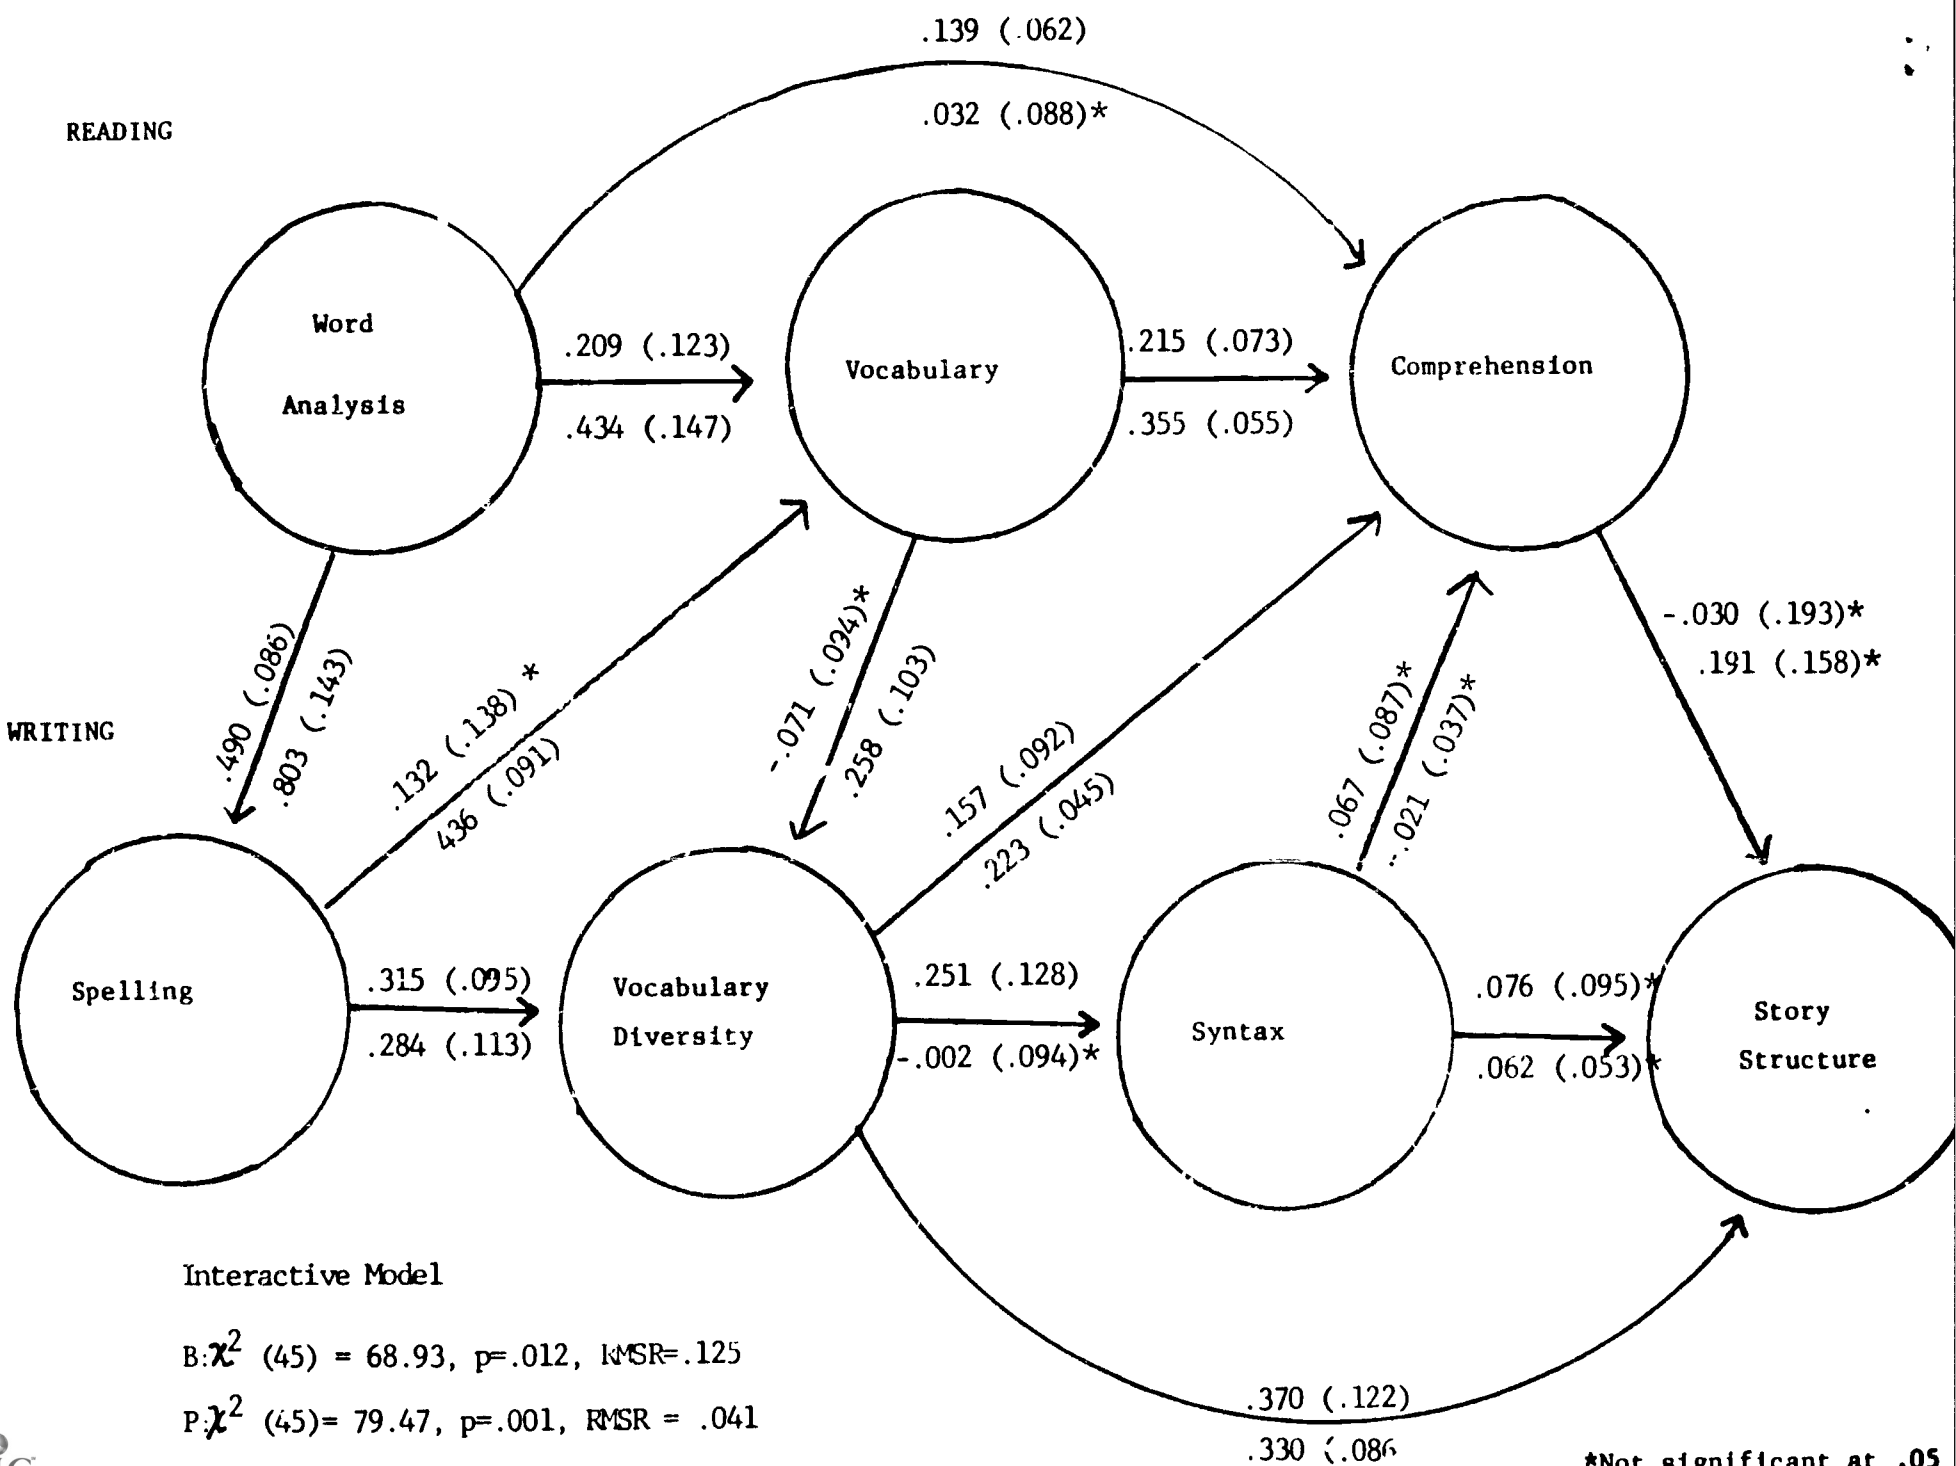 .139 (.062)
.032 (.088)*
READING
Word
Analysis
.209 (.123)
.434 (.147)
Vocabulary
.215 (.073)
.355 (.055)
Comprehension
.490 (.086)
.803 (.143)
.132 (.138) *
436 (.091)
-.071 (.094)*
.258 (.103)
.157 (.092)
.223 (.045)
.067 (.087)*
-.021 (.037)*
-.030 (.193)*
.191 (.158)*
WRITING
Spelling
.315 (.095)
.284 (.113)
Vocabulary
Diversity
.251 (.128)
-.002 (.094)*
Syntax
.076 (.095)*
.062 (.053)*
Story
Structure
Interactive Model
B:χ² (45) = 68.93, p=.012, RMSR=.125
P:χ² (45)= 79.47, p=.001, RMSR = .041
.370 (.122)
.330 (.086
*Not significant at .05